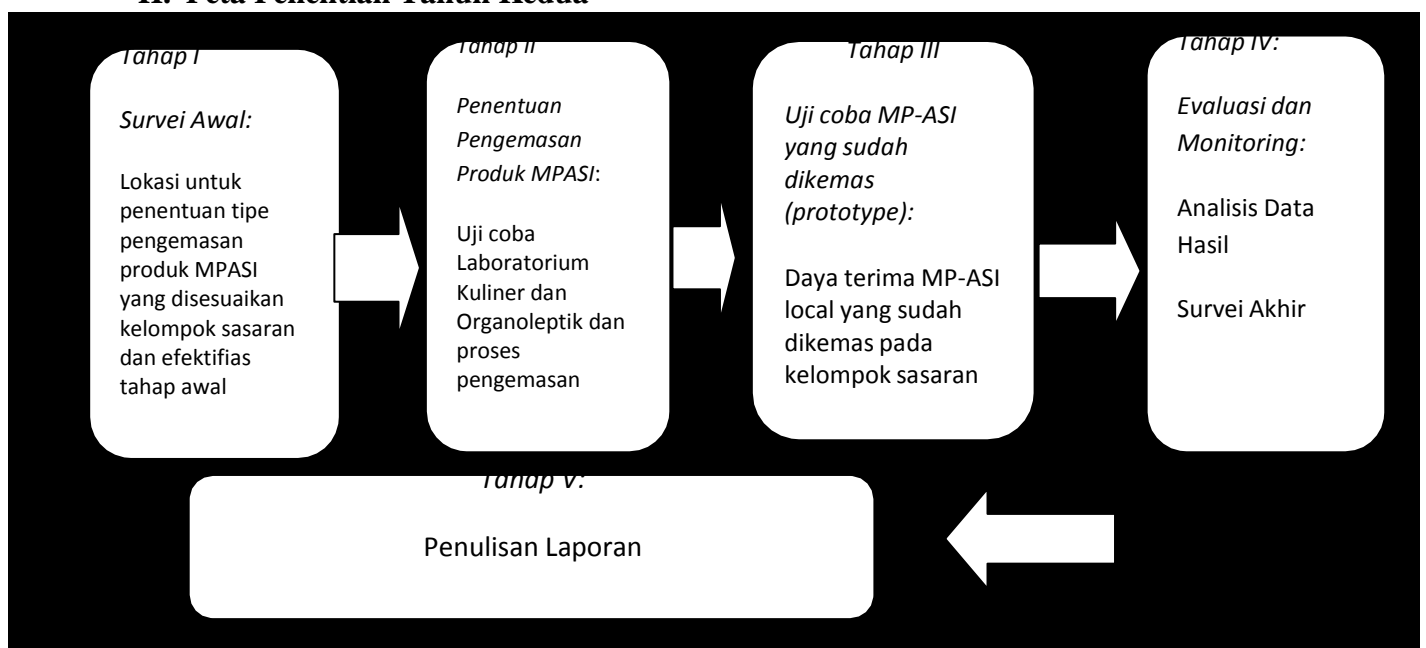 Tahap I
Survei Awal:
Lokasi untuk
penentuan tipe
pengemasan
produk MPASI
yang disesuaikan
kelompok sasaran
dan efektifias
tahap awal
Tahap II
Penentuan
Pengemasan
Produk MPASI:
Uji coba
Laboratorium
Kuliner dan
Organoleptik dan
proses
pengemasan
Tahap III
Uji coba MP-ASI
yang sudah
dikemas
(prototype):
Daya terima MP-ASI
local yang sudah
dikemas pada
kelompok sasaran
Tahap IV:
Evaluasi dan
Monitoring:
Analisis Data
Hasil
Survei Akhir
Tahap V:
Penulisan Laporan